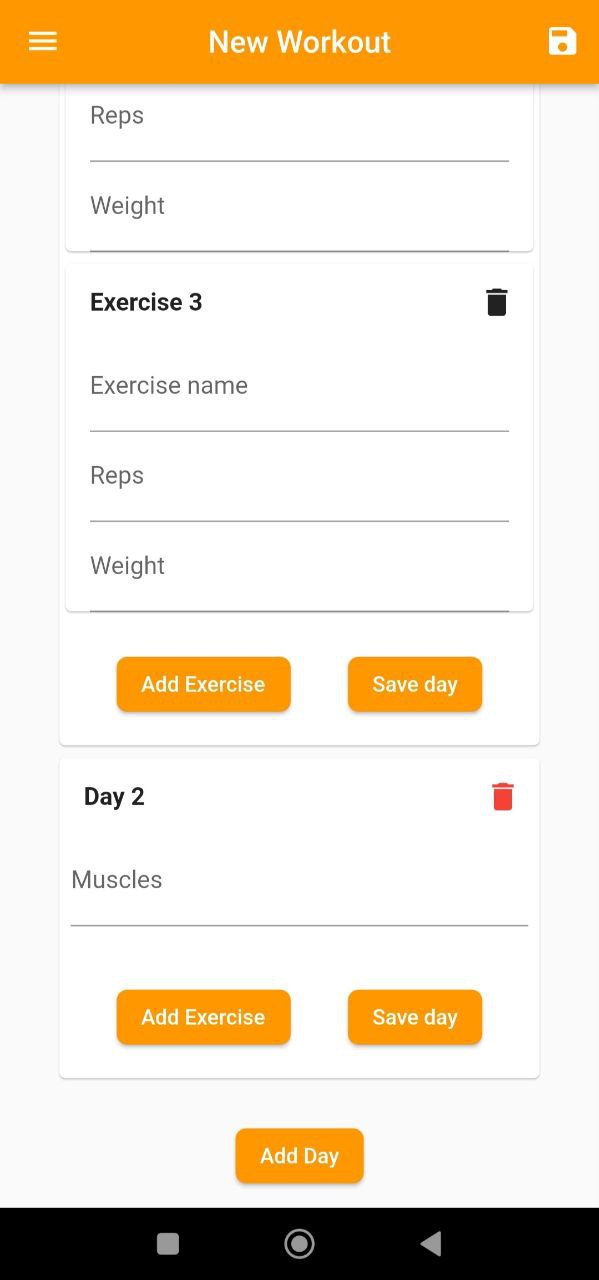 New Workout
Reps
Weight
Exercise 3
Exercise name
Reps
Weight
Add Exercise Save day
Day 2
Muscles
Add Exercise Save day
Add Day